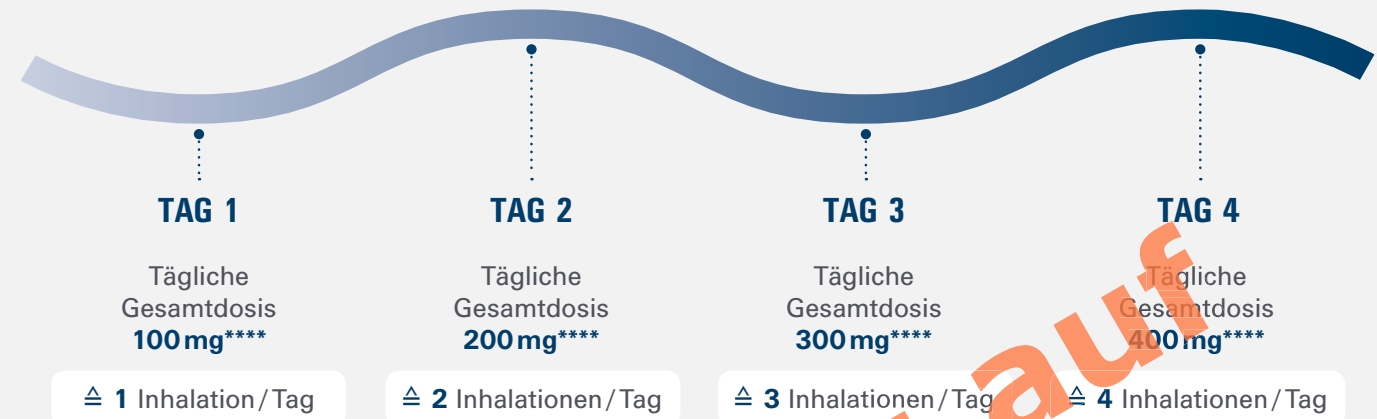 TAG 1
Tägliche
Gesamtdosis
100 mg****
≙ 1 Inhalation / Tag
TAG 2
Tägliche
Gesamtdosis
200 mg****
≙ 2 Inhalationen / Tag
TAG 3
Tägliche
Gesamtdosis
300 mg****
≙ 3 Inhalationen / Tag
TAG 4
Tägliche
Gesamtdosis
400 mg****
≙ 4 Inhalationen / Tag
auf